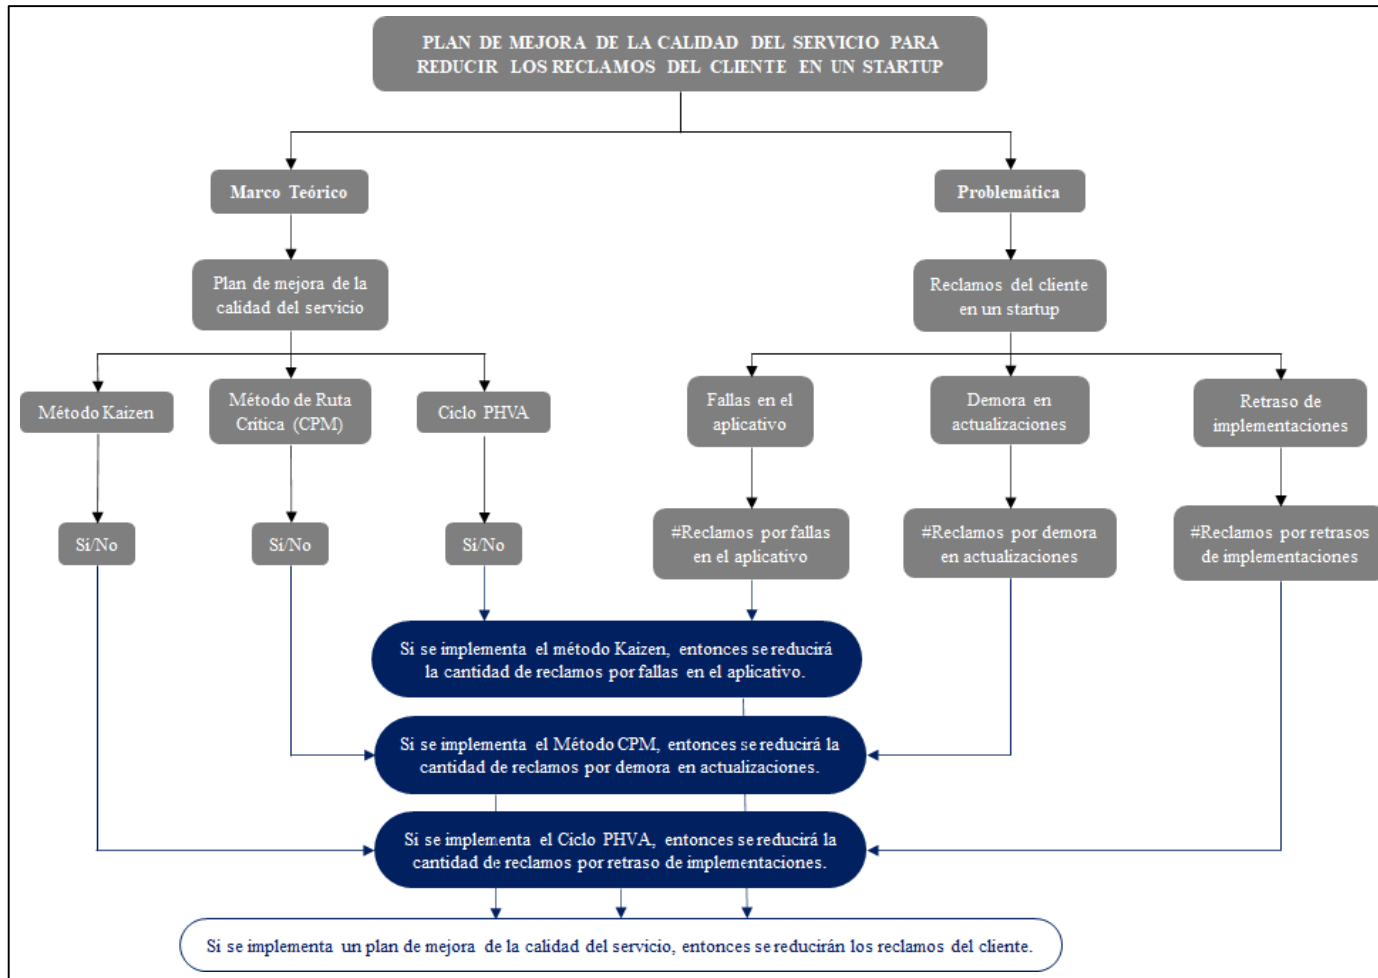 PLAN DE MEJORA DE LA CALIDAD DEL SERVICIO PARA
REDUCIR LOS RECLAMOS DEL CLIENTE EN UN STARTUP
Marco Teórico
Problemática
Plan de mejora de la
calidad del servicio
Reclamos del cliente
en un startup
Método Kaizen
Método de Ruta
Crítica (CPM)
Ciclo PHVA
Fallas en el
aplicativo
Demora en
actualizaciones
Retraso de
implementaciones
Si/No
Si/No
Si/No
#Reclamos por fallas
en el aplicativo
#Reclamos por demora
en actualizaciones
#Reclamos por retrasos
de implementaciones
Si se implementa el método Kaizen, entonces se reducirá
la cantidad de reclamos por fallas en el aplicativo.
Si se implementa el Método CPM, entonces se reducirá la
cantidad de reclamos por demora en actualizaciones.
Si se implementa el Ciclo PHVA, entonces se reducirá la
cantidad de reclamos por retraso de implementaciones.
Si se implementa un plan de mejora de la calidad del servicio, entonces se reducirán los reclamos del cliente.